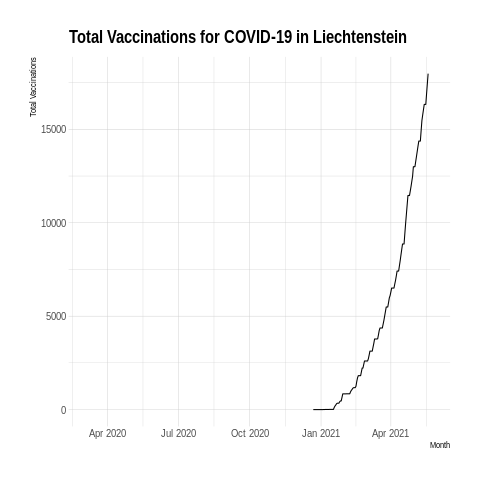 Total Vaccinations for COVID-19 in Liechtenstein
Total Vaccinations
15000
10000
5000
0
Apr 2020 Jul 2020 Oct 2020 Jan 2021 Apr 2021
Month